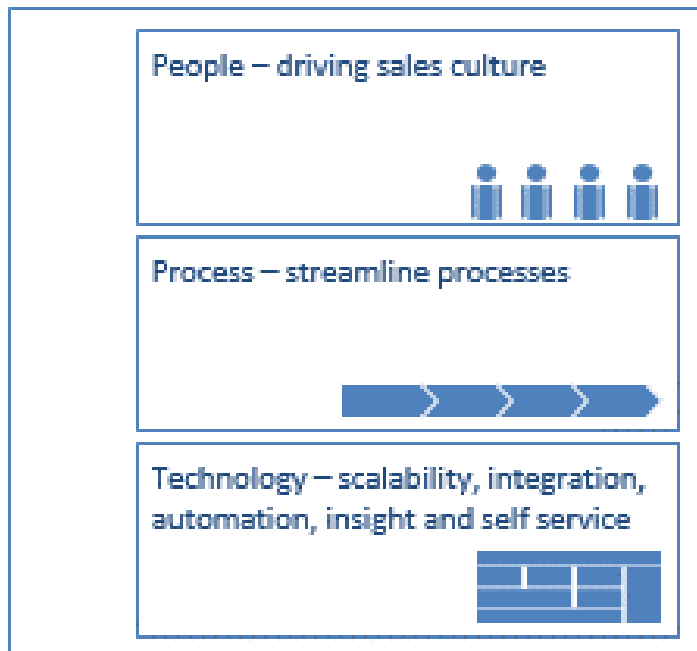 People – driving sales culture
Process – streamline processes
Technology – scalability, integration,
automation, insight and self service